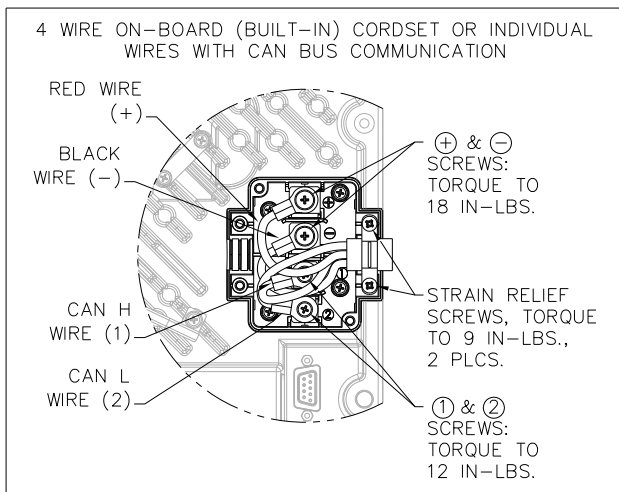 4 WIRE ON-BOARD (BUILT-IN) CORDSET OR INDIVIDUAL
WIRES WITH CAN BUS COMMUNICATION
RED WIRE
(+)
BLACK
WIRE (-)
CAN H
WIRE (1)
CAN L
WIRE (2)
⊕ & ⊖
SCREWS:
TORQUE TO
18 IN-LBS.
STRAIN RELIEF
SCREWS, TORQUE
TO 9 IN-LBS.,
2 PLCS.
① & ②
SCREWS:
TORQUE TO
12 IN-LBS.
⊕
⊖
①
②